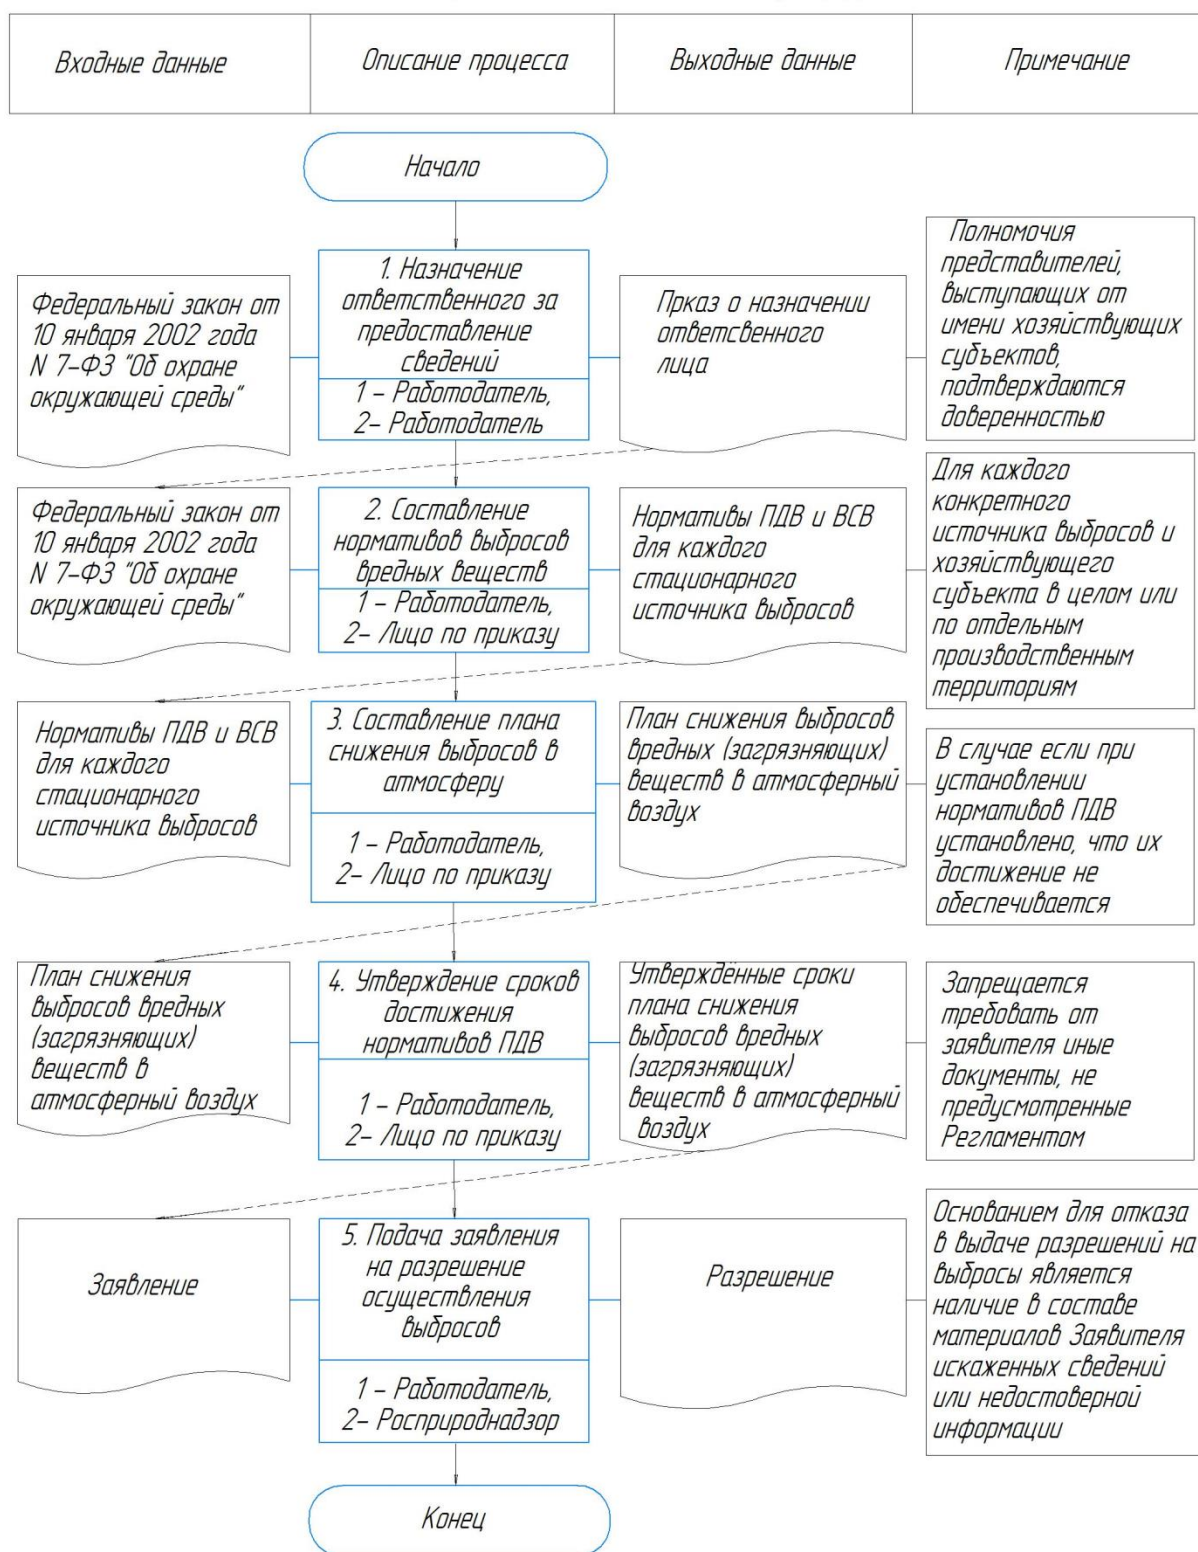 Входные данные
Описание процесса
Выходные данные
Примечание
Начало
Федеральный закон от
10 января 2002 года
N 7-ФЗ "Об охране
окружающей среды"
1. Назначение
ответственного за
предоставление
сведений
1 - Работодатель,
2- Работодатель
Прказ о назначении
ответсвенного
лица
Полномочия
представителей,
выступающих от
имени хозяйствующих
субъектов,
подтверждаются
доверенностью
Федеральный закон от
10 января 2002 года
N 7-ФЗ "Об охране
окружающей среды"
2. Составление
нормативов выбросов
вредных веществ
1 - Работодатель,
2- Лицо по приказу
Нормативы ПДВ и ВСВ
для каждого
стационарного
источника выбросов
Для каждого
конкретного
источника выбросов и
хозяйствующего
субъекта в целом или
по отдельным
производственным
территориям
Нормативы ПДВ и ВСВ
для каждого
стационарного
источника выбросов
3. Составление плана
снижения выбросов в
атмосферу
1 - Работодатель,
2- Лицо по приказу
План снижения выбросов
вредных (загрязняющих)
веществ в атмосферный
воздух
В случае если при
установлении
нормативов ПДВ
установлено, что их
достижение не
обеспечивается
План снижения
выбросов вредных
(загрязняющих)
веществ в
атмосферный воздух
4. Утверждение сроков
достижения
нормативов ПДВ
1 - Работодатель,
2- Лицо по приказу
Утверждённые сроки
плана снижения
выбросов вредных
(загрязняющих)
веществ в атмосферный
воздух
Запрещается
требовать от
заявителя иные
документы, не
предусмотренные
Регламентом
Заявление
5. Подача заявления
на разрешение
осуществления
выбросов
1 - Работодатель,
2- Росприроднадзор
Разрешение
Основанием для отказа
в выдаче разрешений на
выбросы является
наличие в составе
материалов Заявителя
искаженных сведений
или недостоверной
информации
Конец